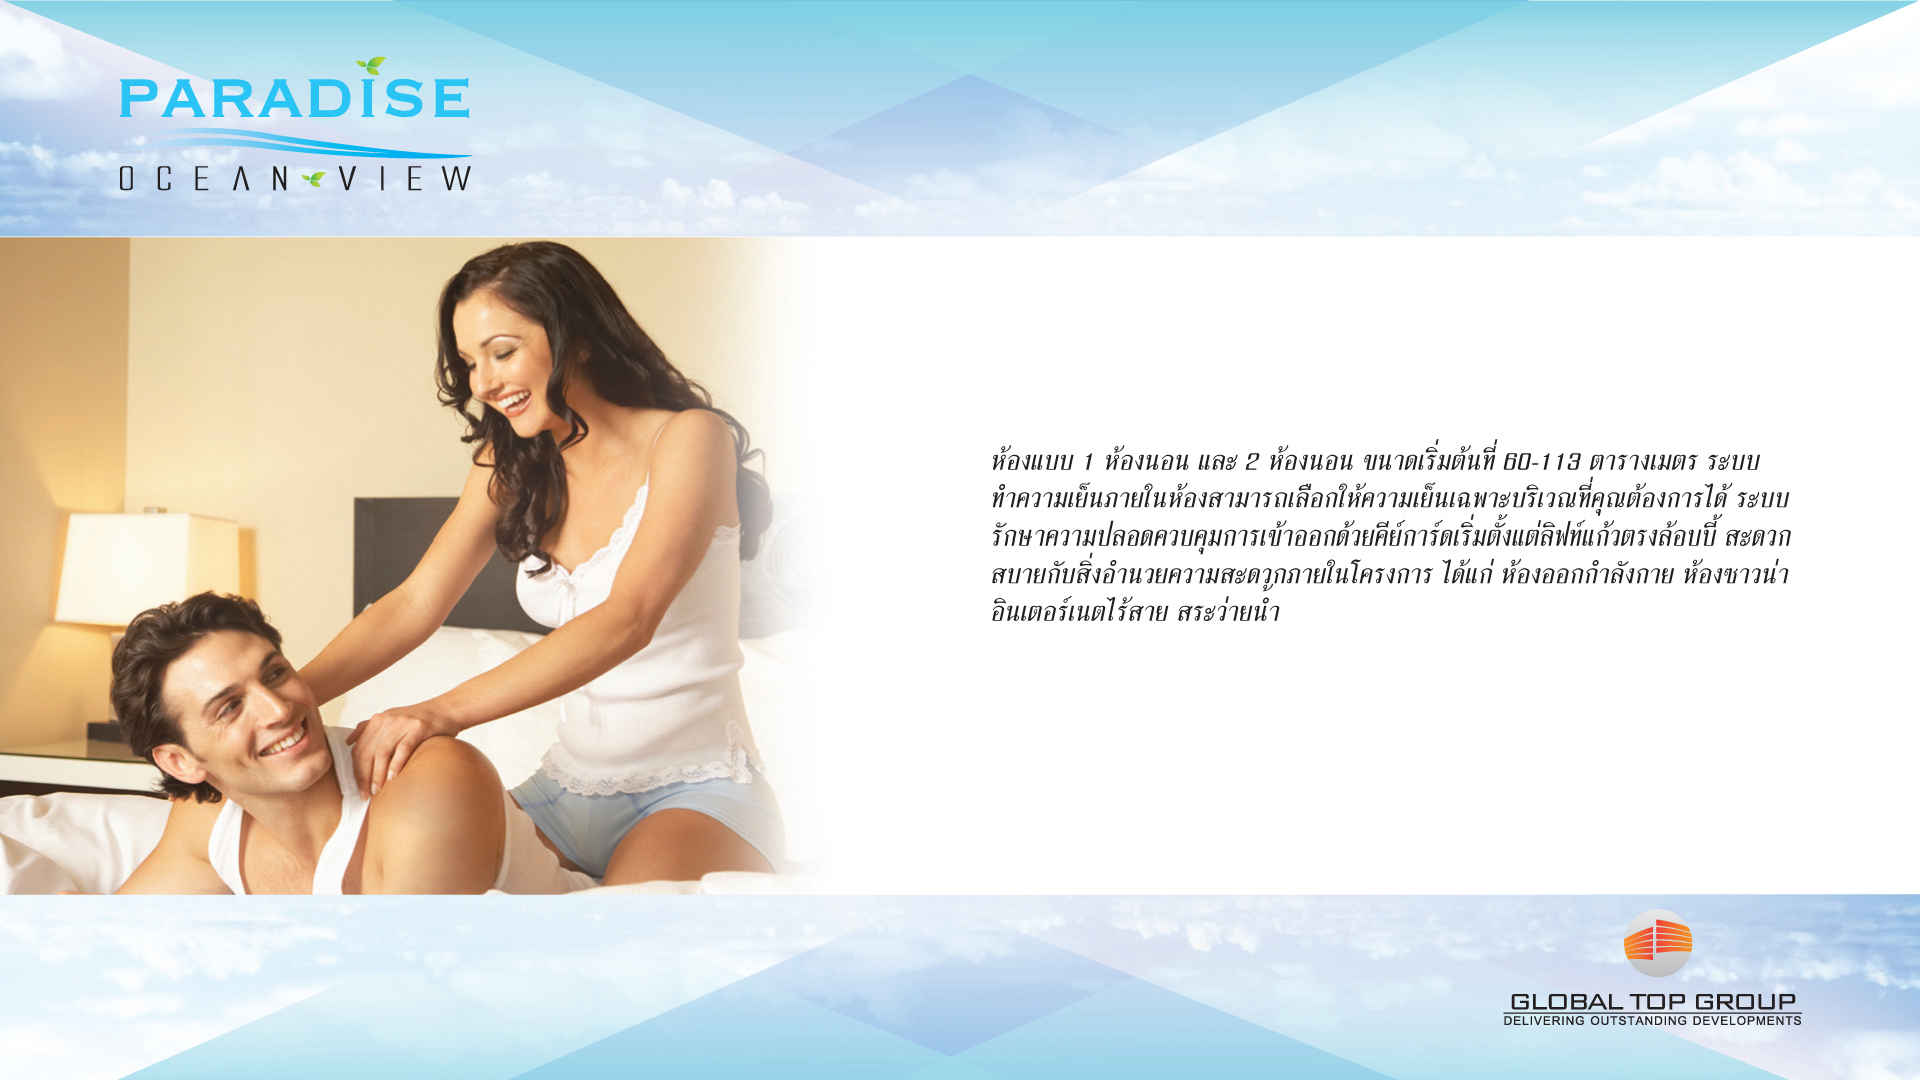 PARADISE
OCEAN VIEW
ห้องแบบ 1 ห้องนอน และ 2 ห้องนอน ขนาดเริ่มต้นที่ 60-113 ตารางเมตร ระบบ
ทำความเย็นภายในห้องสามารถเลือกให้ความเย็นเฉพาะบริเวณที่คุณต้องการได้ ระบบ
รักษาความปลอดควบคุมการเข้าออกด้วยคีย์การ์ดเริ่มตั้งแต่ลิฟท์แก้วตรงล้อบบี้ สะดวก
สบายกับสิ่งอำนวยความสะดวกภายในโครงการ ได้แก่ ห้องออกกำลังกาย ห้องซาวน่า
อินเตอร์เนตไร้สาย สระว่ายน้ำ
GLOBAL TOP GROUP
DELIVERING OUTSTANDING DEVELOPMENTS